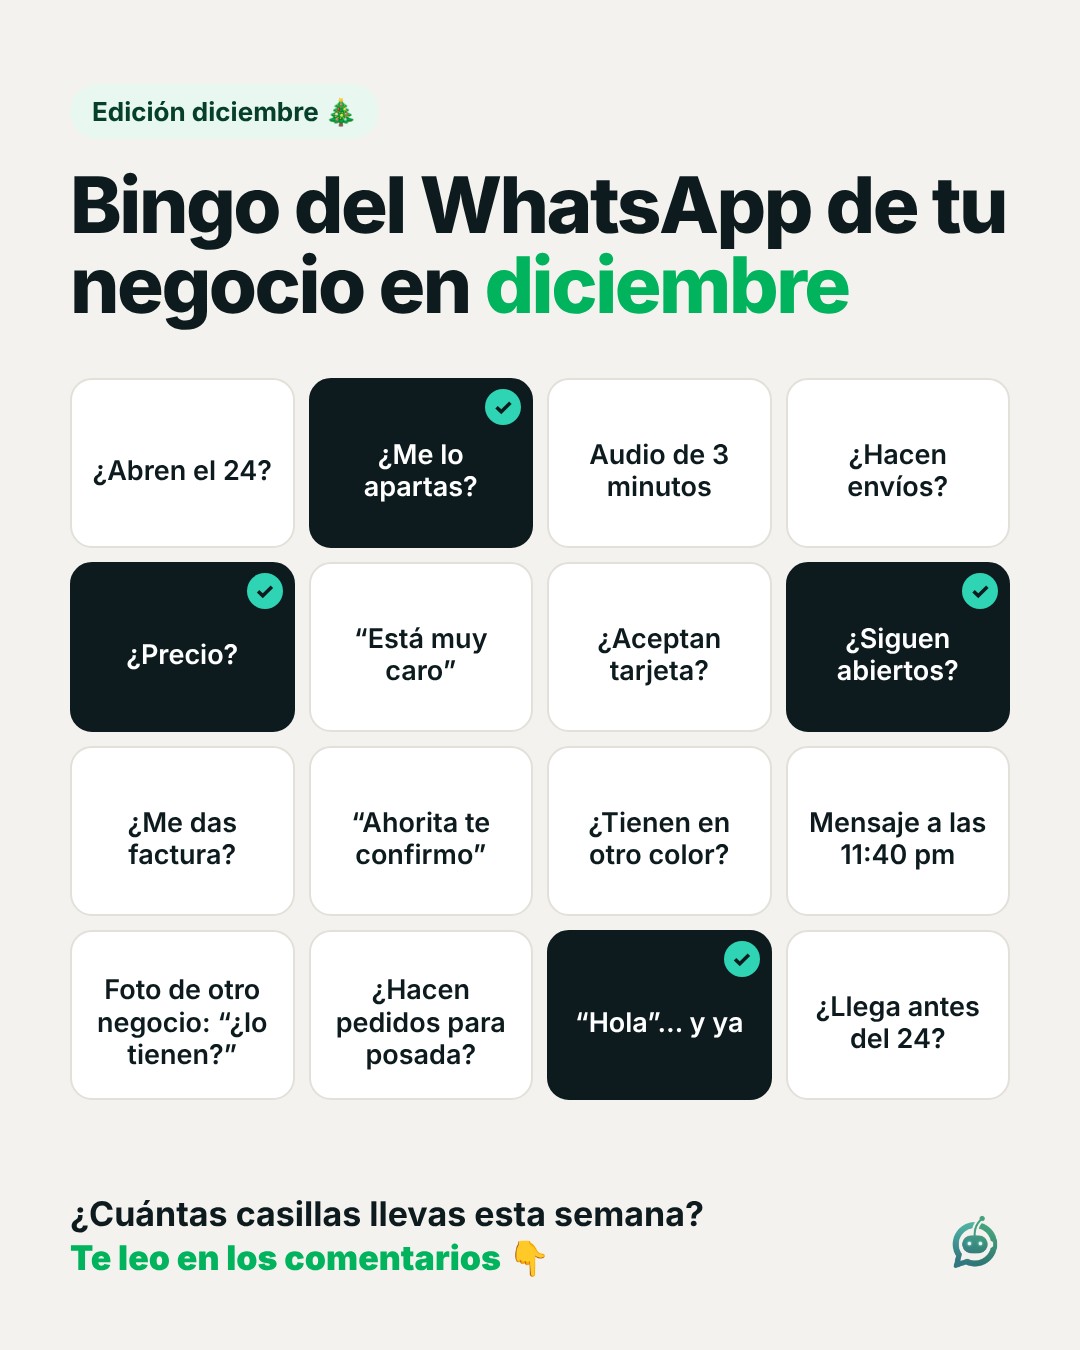 Edición diciembre 🎄
Bingo del WhatsApp de tu
negocio en diciembre
¿Abren el 24?
¿Me lo
apartas?
Audio de 3
minutos
¿Hacen
envíos?
¿Precio?
“Está muy
caro”
¿Aceptan
tarjeta?
¿Siguen
abiertos?
¿Me das
factura?
“Ahorita te
confirmo”
¿Tienen en
otro color?
Mensaje a las
11:40 pm
Foto de otro
negocio: “¿lo
tienen?”
¿Hacen
pedidos para
posada?
“Hola”... y ya
¿Llega antes
del 24?
¿Cuántas casillas llevas esta semana?
Te leo en los comentarios 👇